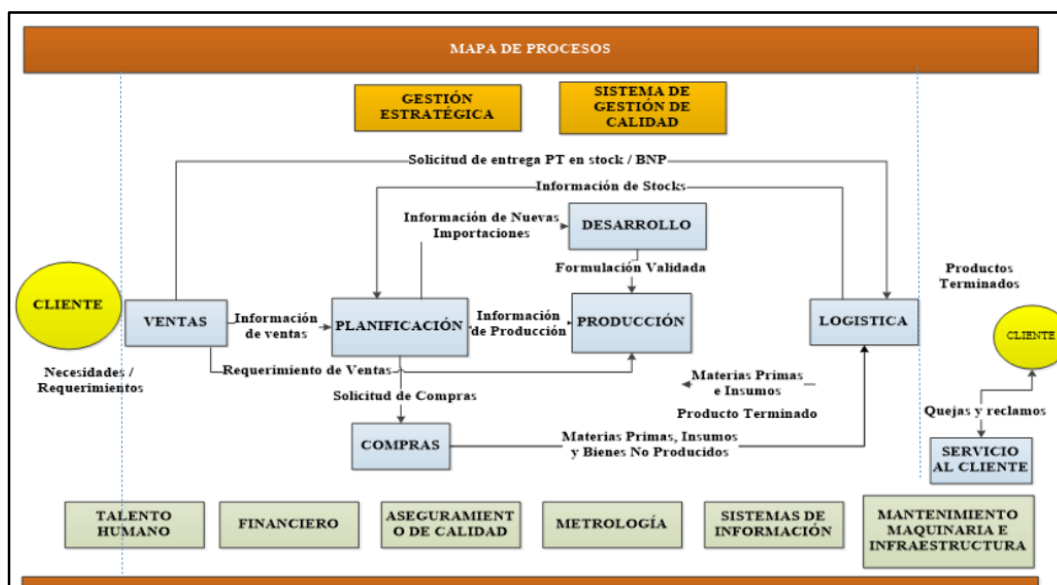 MAPA DE PROCESOS
GESTIÓN
ESTRATÉGICA
SISTEMA DE
GESTIÓN DE
CALIDAD
Solicitud de entrega PT en stock / BNP
Información de Stocks
Información de Nuevas
Importaciones
DESARROLLO
Formulación Validada
Productos
Terminados
CLIENTE
VENTAS
Información
de ventas
PLANIFICACIÓN
Información
de Producción
PRODUCCIÓN
LOGISTICA
CLIENTE
Necesidades /
Requerimientos
Requerimiento de Ventas
Materias Primas
e Insumos
Solicitud de Compras
Producto Terminado
Quejas y reclamos
COMPRAS
Materias Primas, Insumos
y Bienes No Producidos
SERVICIO
AL CLIENTE
TALENTO
HUMANO
FINANCIERO
ASEGURAMIENT
O DE CALIDAD
METROLOGÍA
SISTEMAS DE
INFORMACIÓN
MANTENIMIENTO
MAQUINARIA E
INFRAESTRUCTURA